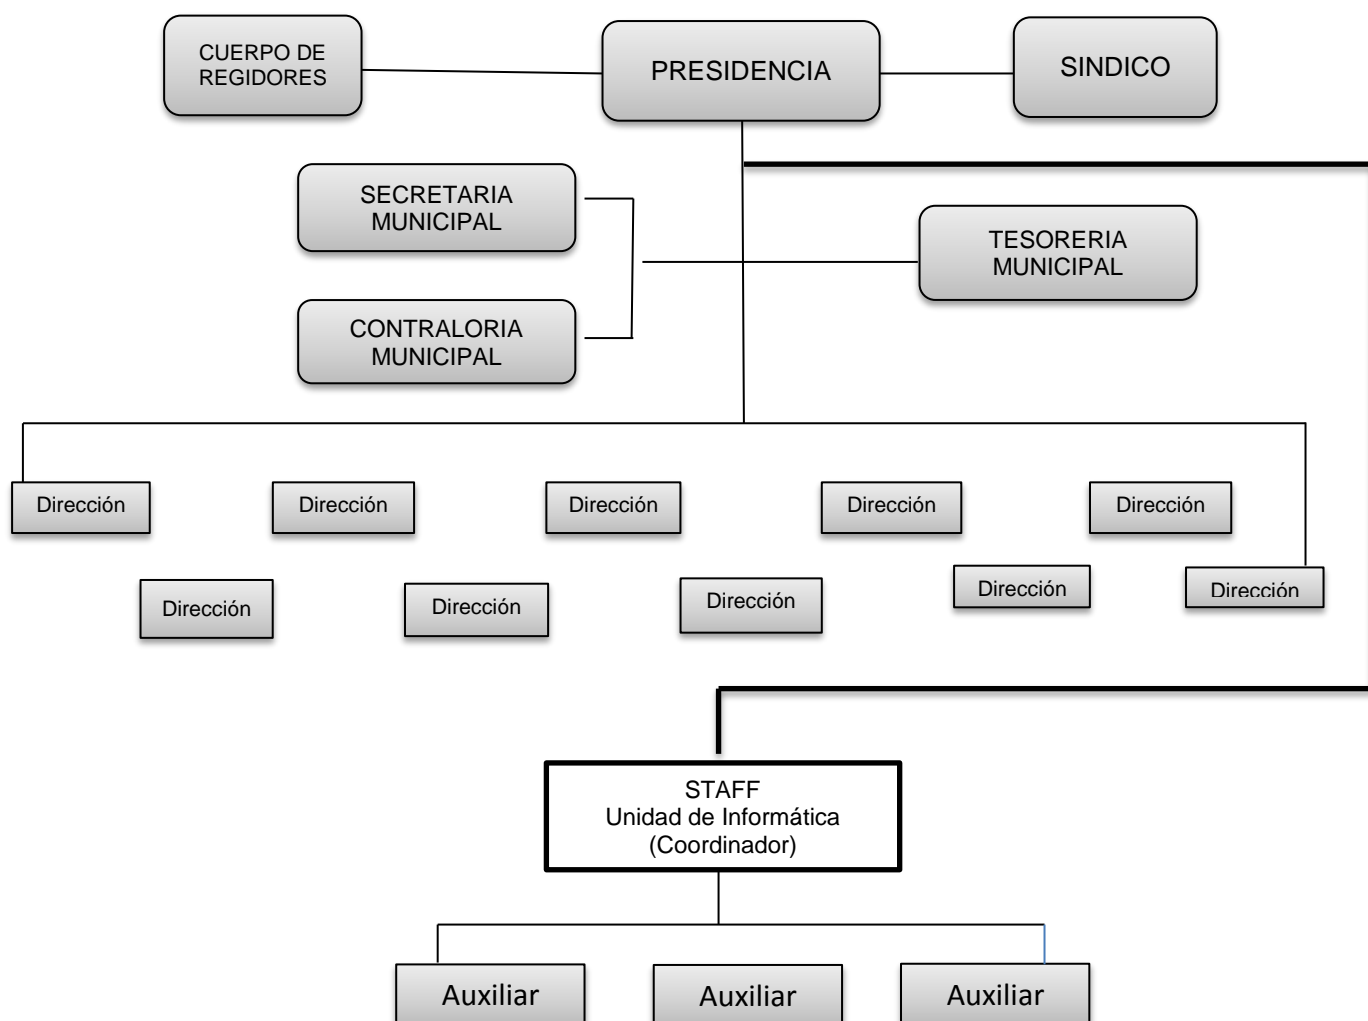 CUERPO DE
REGIDORES
PRESIDENCIA
SINDICO
SECRETARIA
MUNICIPAL
TESORERIA
MUNICIPAL
CONTRALORIA
MUNICIPAL
Dirección
Dirección
Dirección
Dirección
Dirección
Dirección
Dirección
Dirección
Dirección
Dirección
STAFF
Unidad de Informática
(Coordinador)
Auxiliar
Auxiliar
Auxiliar